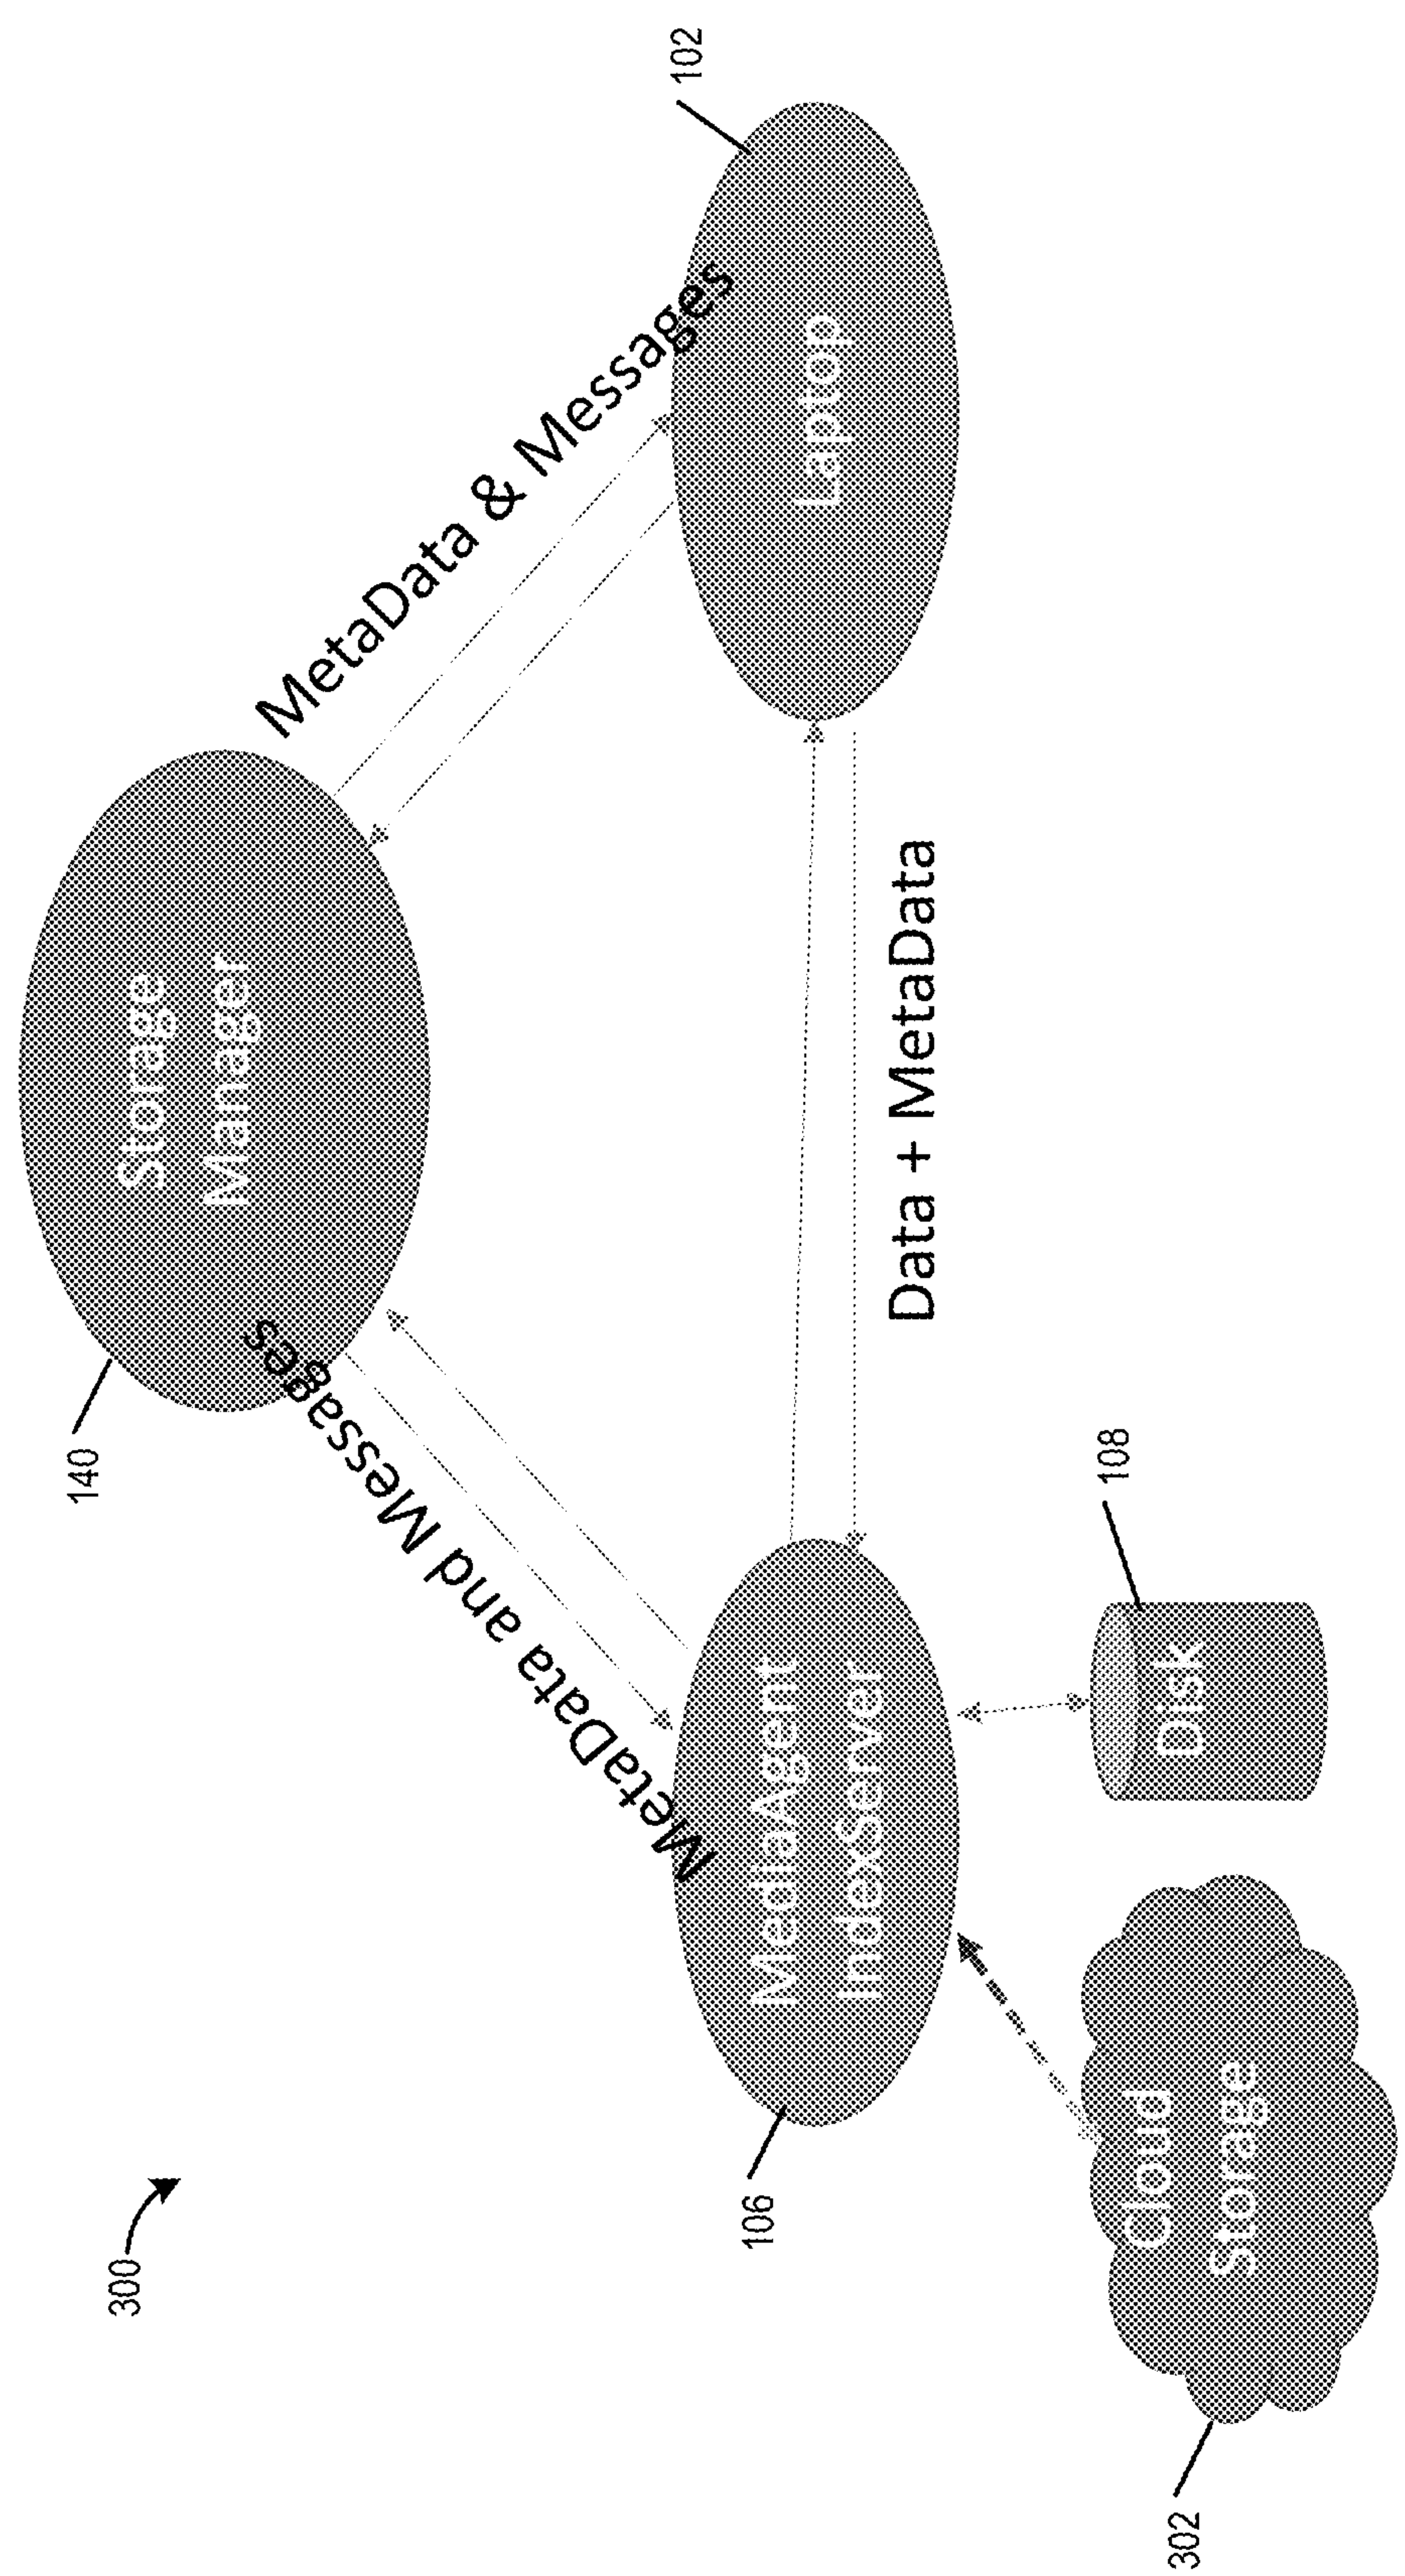 300
140
Storage
Manager
MetaData and Messages
MetaData & Messages
102
106
MediaAgent
IndexServer
Laptop
Data + MetaData
302
Cloud
Storage
108
Disk